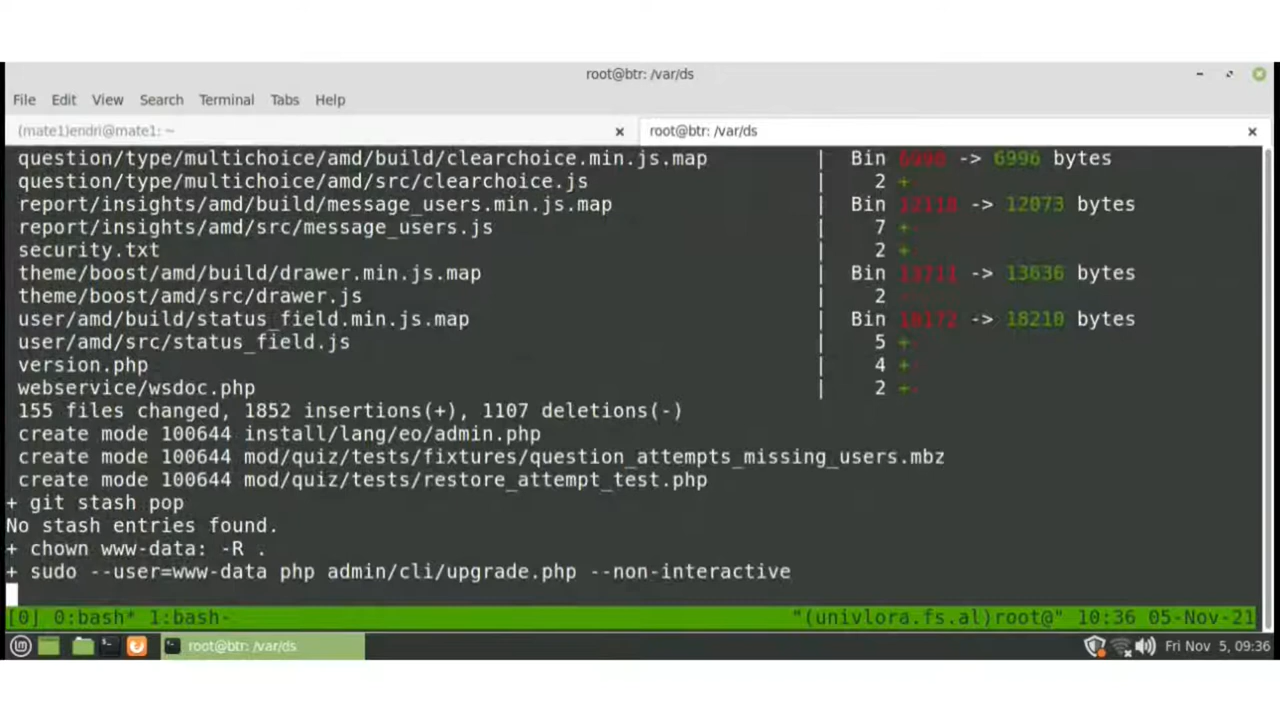 root@btr: /var/ds
File Edit View Search Terminal Tabs Help
(mate1)endri@mate1: ~ × root@btr: /var/ds ×
question/type/multichoice/amd/build/clearchoice.min.js.map | Bin -> 6996 bytes
question/type/multichoice/amd/src/clearchoice.js | 2 +
report/insights/amd/build/message_users.min.js.map | Bin 12118 -> 12073 bytes
report/insights/amd/src/message_users.js | 7 +
security.txt | 2 +
theme/boost/amd/build/drawer.min.js.map | Bin 13711 -> 13636 bytes
theme/boost/amd/src/drawer.js | 2
user/amd/build/status_field.min.js.map | Bin 18172 -> 18210 bytes
user/amd/src/status_field.js | 5 +
version.php | 4 +
webservice/wsdoc.php | 2 +
155 files changed, 1852 insertions(+), 1107 deletions(-)
create mode 100644 install/lang/eo/admin.php
create mode 100644 mod/quiz/tests/fixtures/question_attempts_missing_users.mbz
create mode 100644 mod/quiz/tests/restore_attempt_test.php
+ git stash pop
No stash entries found.
+ chown www-data: -R .
+ sudo --user=www-data php admin/cli/upgrade.php --non-interactive
[0] 0:bash* 1:bash- "(univlora.fs.al)root@" 10:36 05-Nov-21
root@btr: /var/ds Fri Nov 5, 09:36